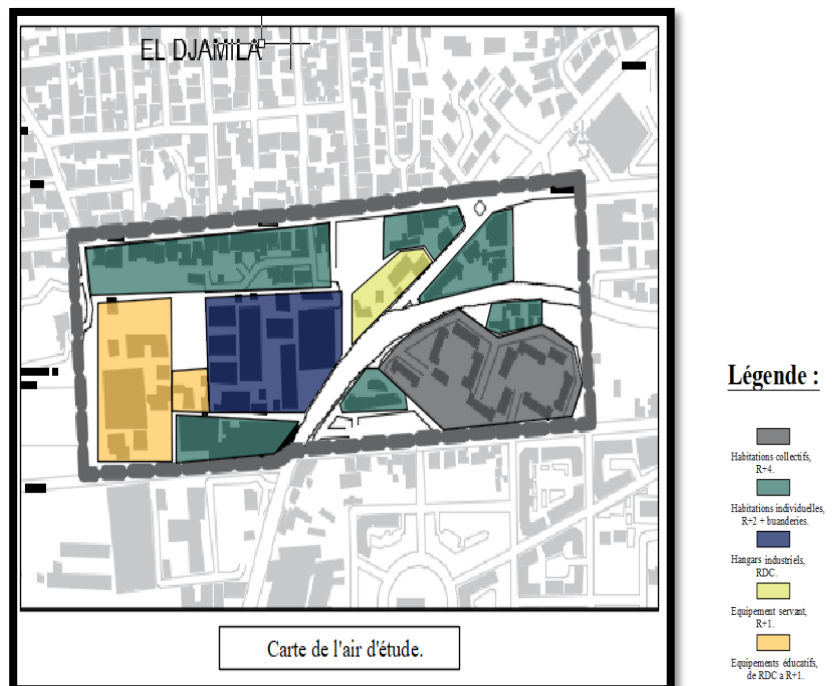 EL DJAMILA
Carte de l'air d'étude.
Légende :
Habitations collectifs,
R+4.
Habitations individuelles,
R+2 + buanderies.
Hangars industriels,
RDC.
Equipement servant,
R+1.
Equipements éducatifs,
de RDC a R+1.